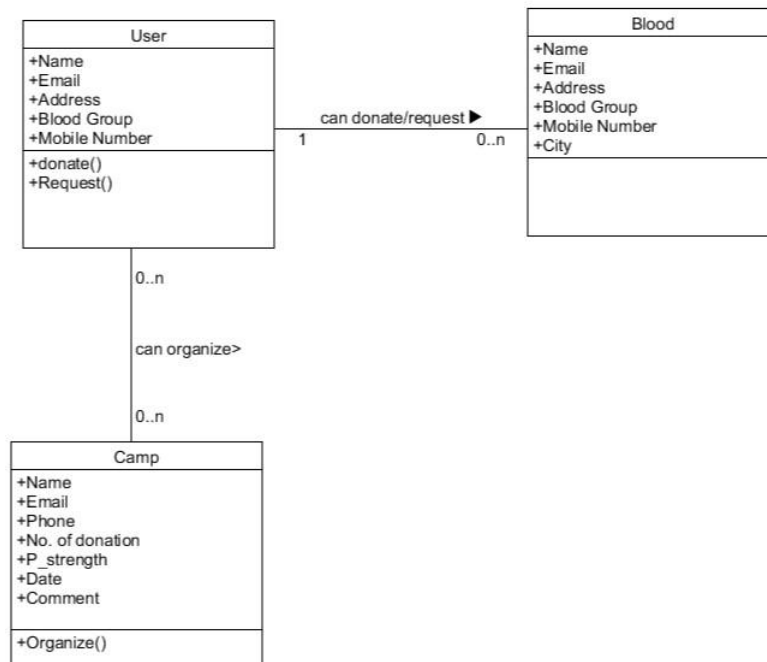 User
+Name
+Email
+Address
+Blood Group
+Mobile Number
+donate()
+Request()
can donate/request ▶
1
0..n
Blood
+Name
+Email
+Address
+Blood Group
+Mobile Number
+City
0..n
can organize>
0..n
Camp
+Name
+Email
+Phone
+No. of donation
+P_strength
+Date
+Comment
+Organize()